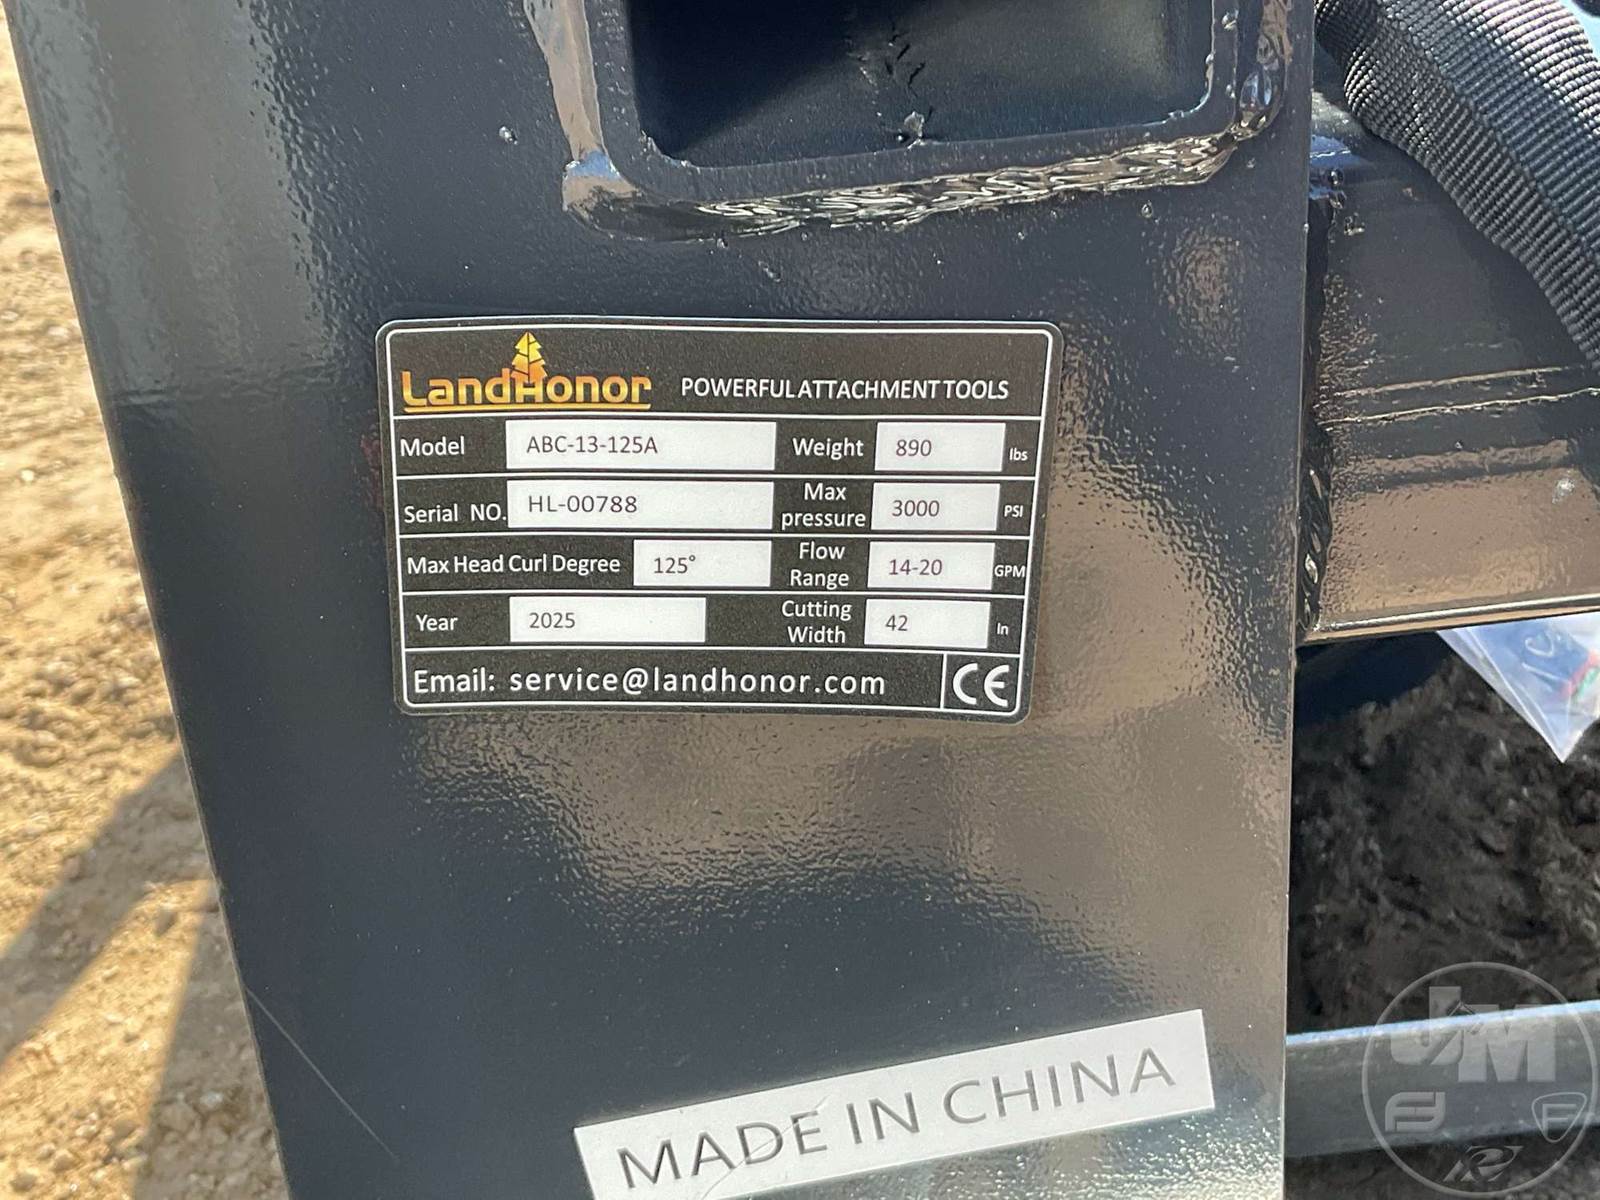 LandHonor POWERFUL ATTACHMENT TOOLS
Model ABC-13-125A Weight 890 lbs
Serial NO. HL-00788 Max pressure 3000 PSI
Max Head Curl Degree 125° Flow Range 14-20 GPM
Year 2025 Cutting Width 42 In
Email: service@landhonor.com CE
MADE IN CHINA
JM